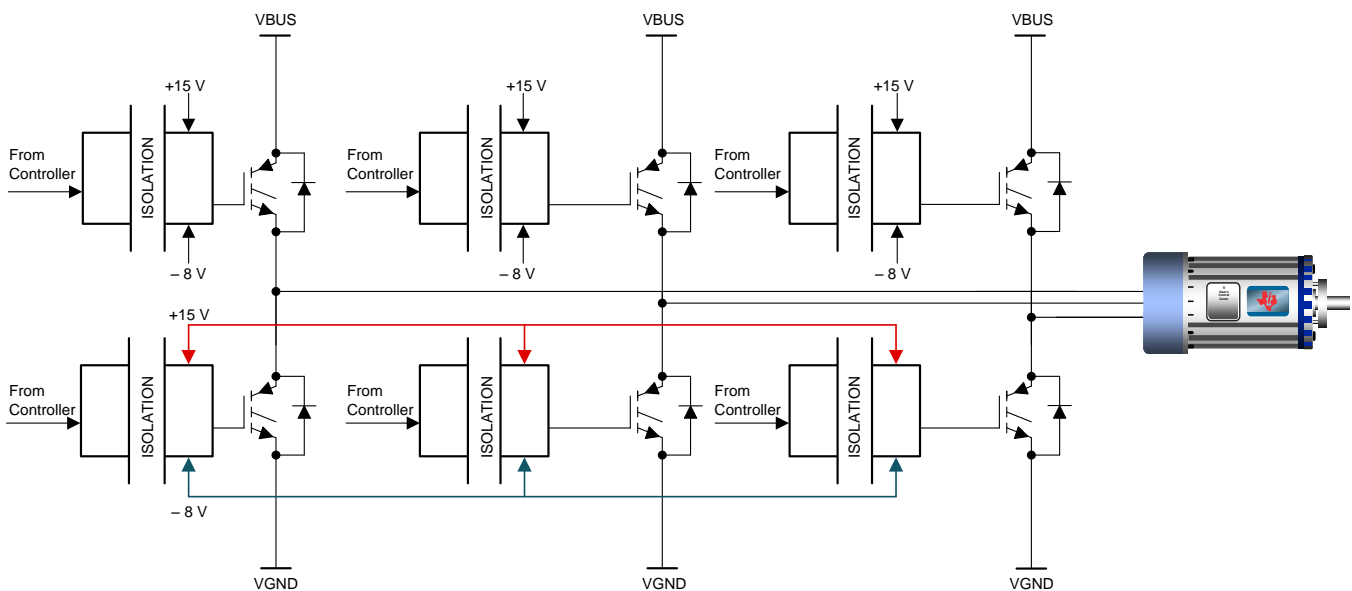 VBUS VBUS VBUS
+15 V +15 V +15 V
From
Controller
ISOLATION
From
Controller
ISOLATION
From
Controller
ISOLATION
– 8 V – 8 V – 8 V
+15 V
From
Controller
ISOLATION
From
Controller
ISOLATION
From
Controller
ISOLATION
– 8 V
VGND VGND VGND